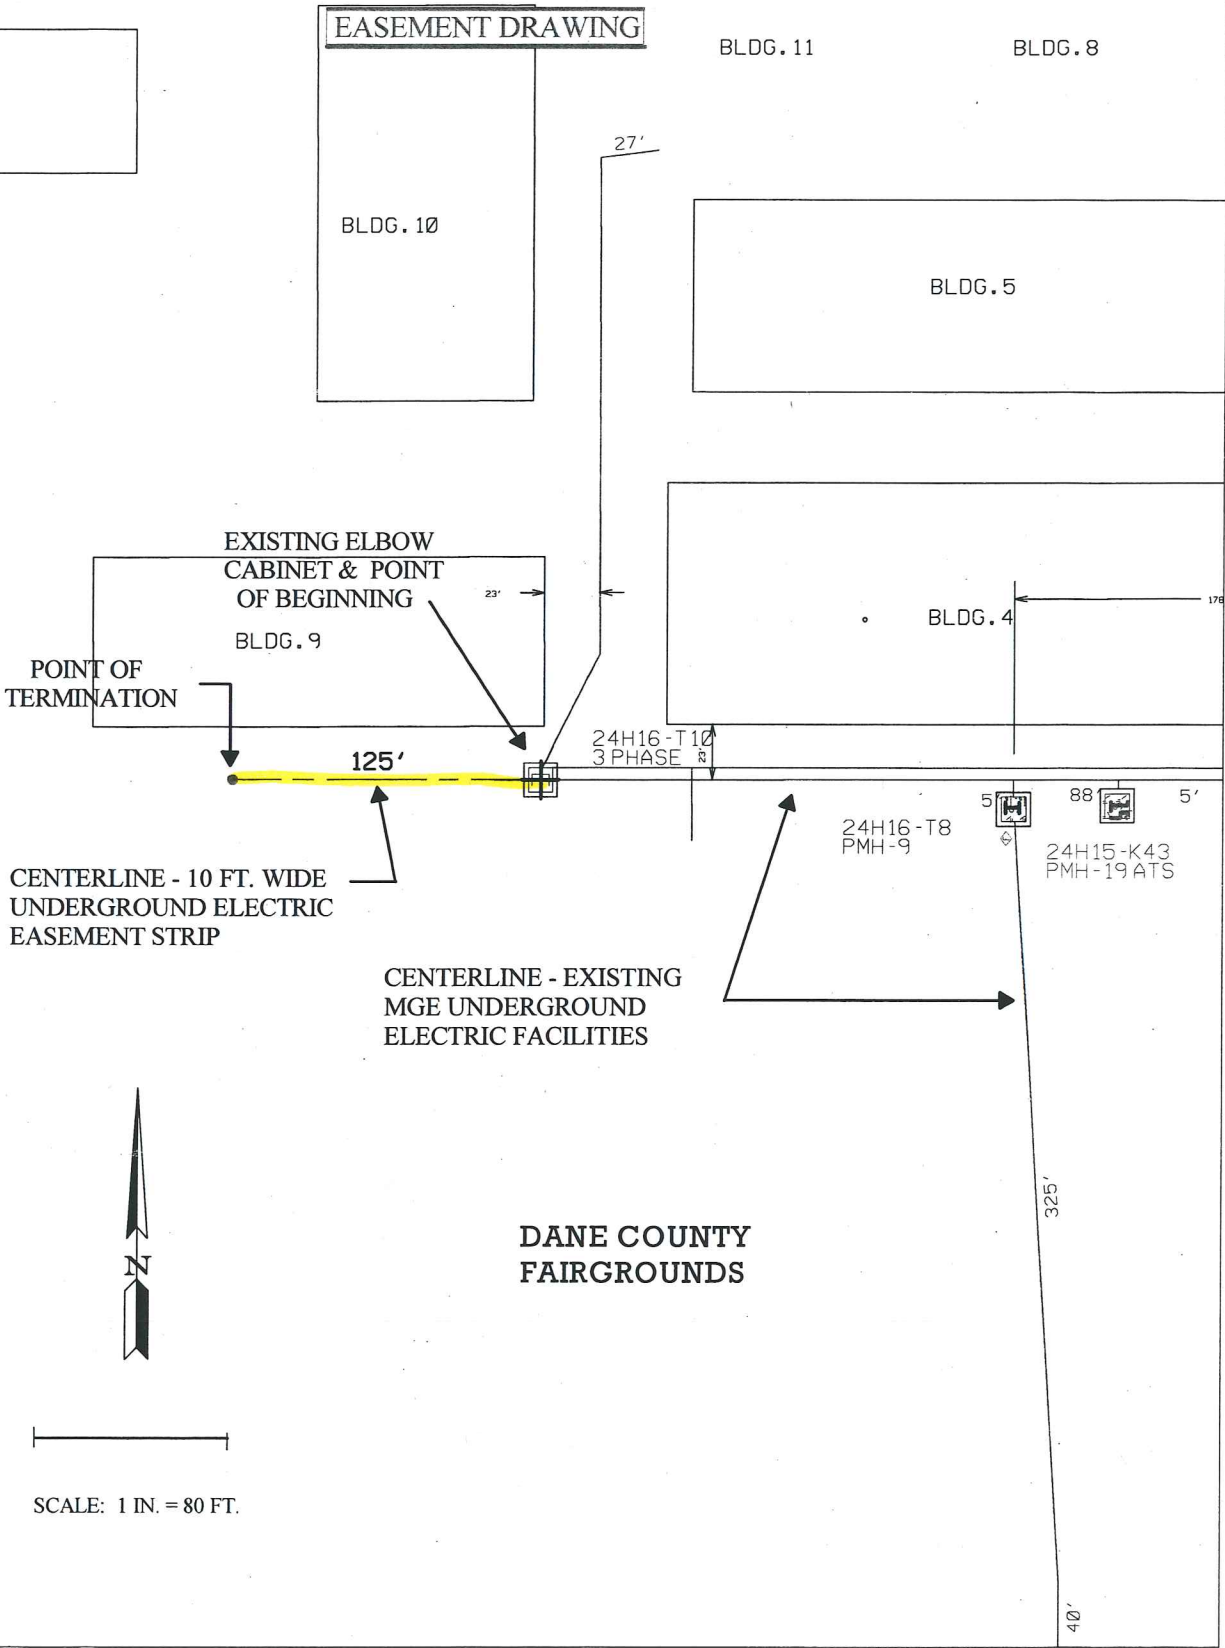 EASEMENT DRAWING
BLDG.11
BLDG.8
27'
BLDG.10
BLDG.5
EXISTING ELBOW
CABINET & POINT
OF BEGINNING
23'
BLDG.9
BLDG.4
178
POINT OF
TERMINATION
125'
24H16-T10
3 PHASE
23'
5'
88'
5'
24H16-T8
PMH-9
24H15-K43
PMH-19 ATS
CENTERLINE - 10 FT. WIDE
UNDERGROUND ELECTRIC
EASEMENT STRIP
CENTERLINE - EXISTING
MGE UNDERGROUND
ELECTRIC FACILITIES
325'
N
DANE COUNTY
FAIRGROUNDS
SCALE: 1 IN. = 80 FT.
40'